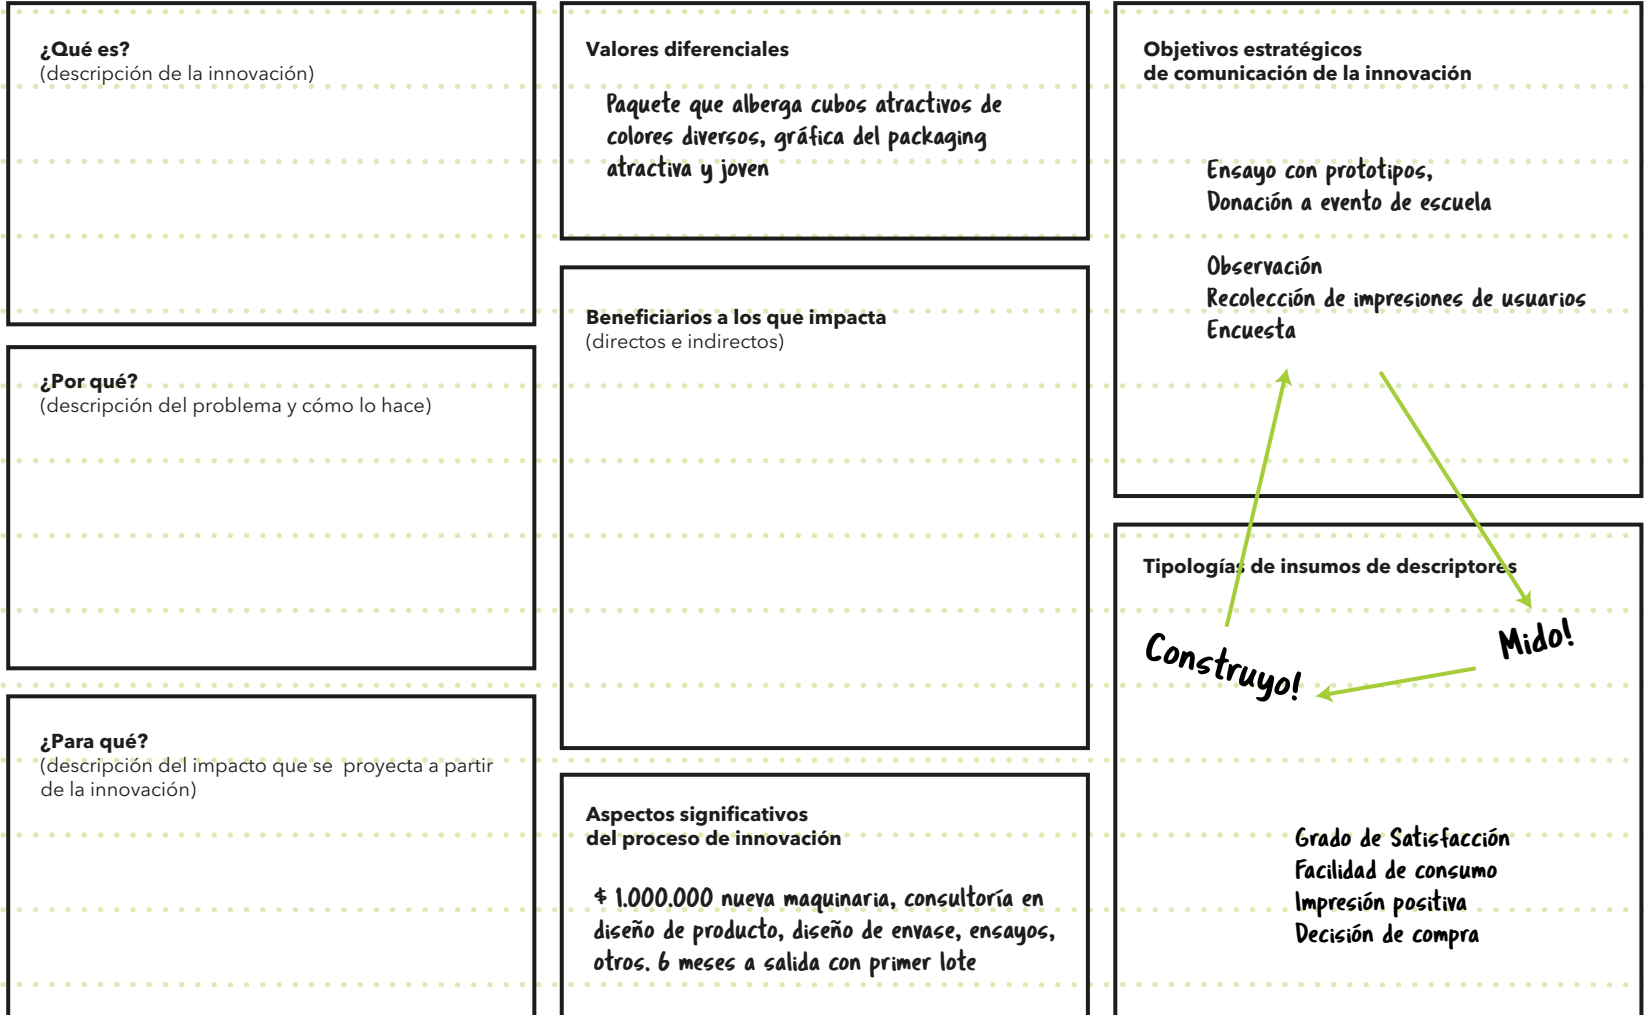 ¿Qué es?
(descripción de la innovación)
¿Por qué?
(descripción del problema y cómo lo hace)
¿Para qué?
(descripción del impacto que se proyecta a partir
de la innovación)
Valores diferenciales
Paquete que alberga cubos atractivos de
colores diversos, gráfica del packaging
atractiva y joven
Beneficiarios a los que impacta
(directos e indirectos)
Aspectos significativos
del proceso de innovación
$ 1.000.000 nueva maquinaria, consultoría en
diseño de producto, diseño de envase, ensayos,
otros. 6 meses a salida con primer lote
Objetivos estratégicos
de comunicación de la innovación
Ensayo con prototipos,
Donación a evento de escuela
Observación
Recolección de impresiones de usuarios
Encuesta
Tipologías de insumos de descriptores
Construyo!
Mido!
Grado de Satisfacción
Facilidad de consumo
Impresión positiva
Decisión de compra